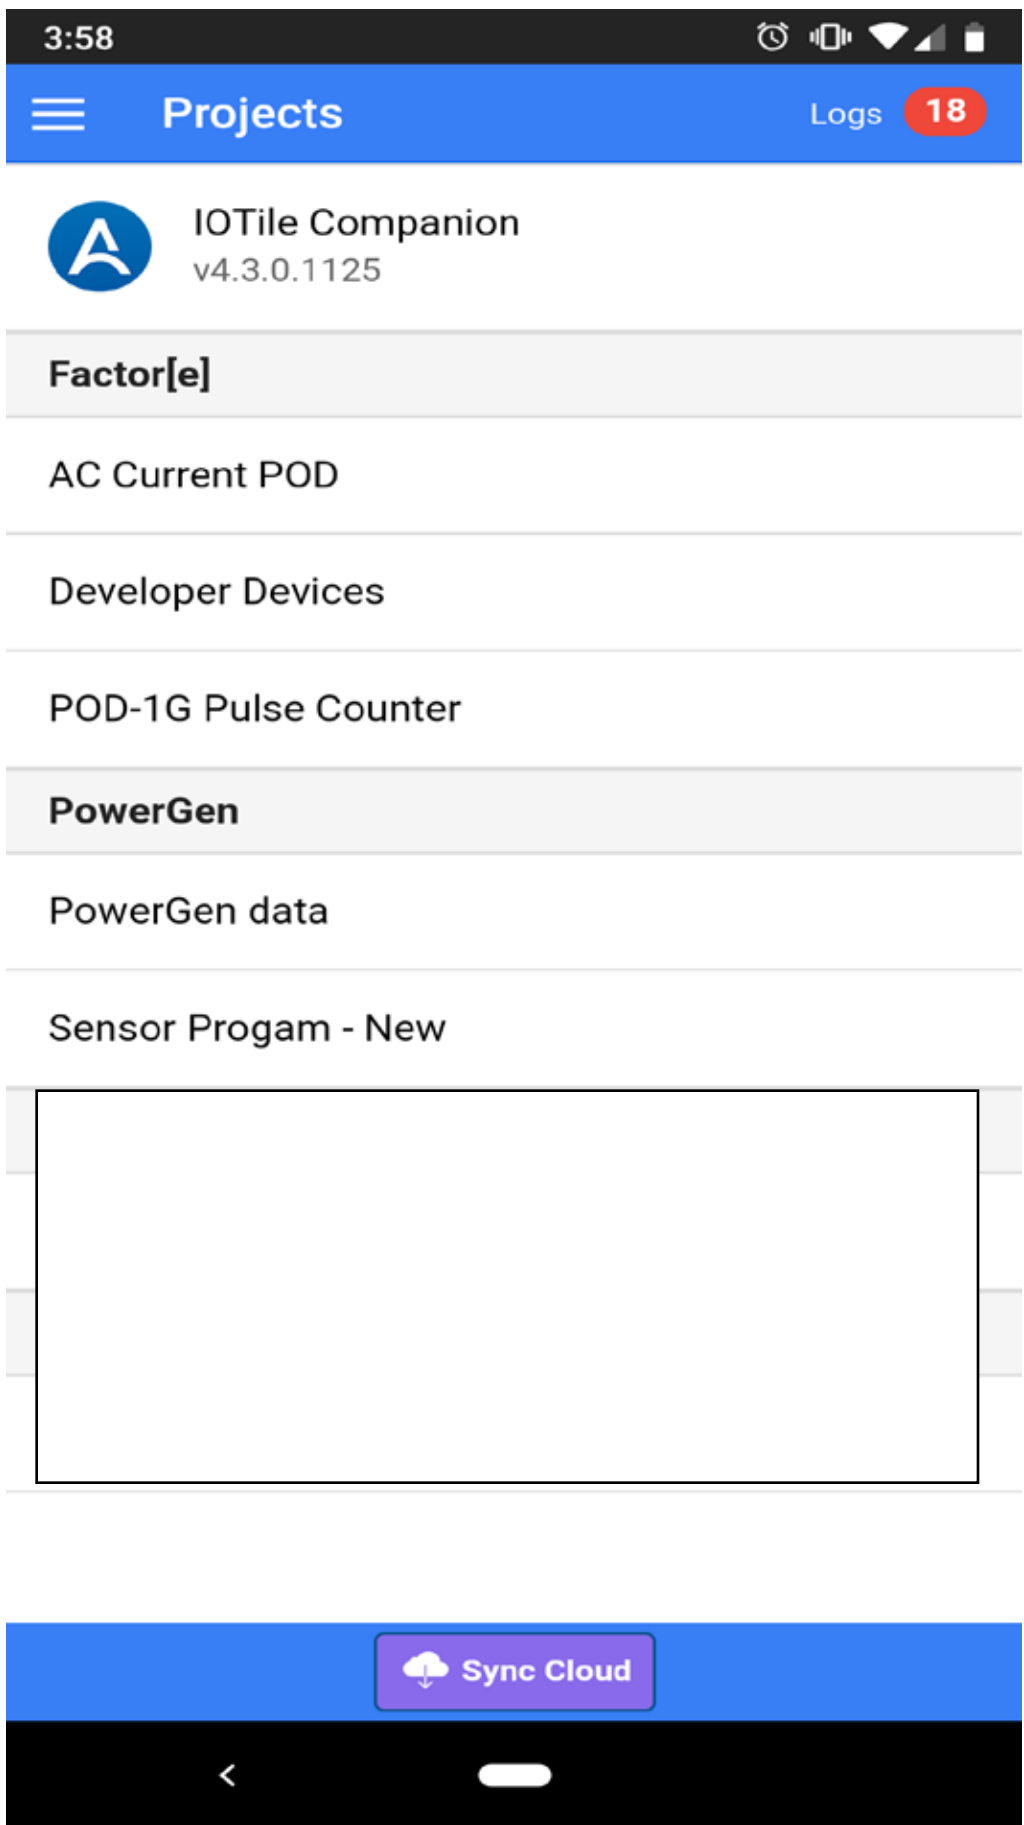 3:58
Projects
Logs 18
IOTile Companion
v4.3.0.1125
Factor[e]
AC Current POD
Developer Devices
POD-1G Pulse Counter
PowerGen
PowerGen data
Sensor Progam - New
Sync Cloud